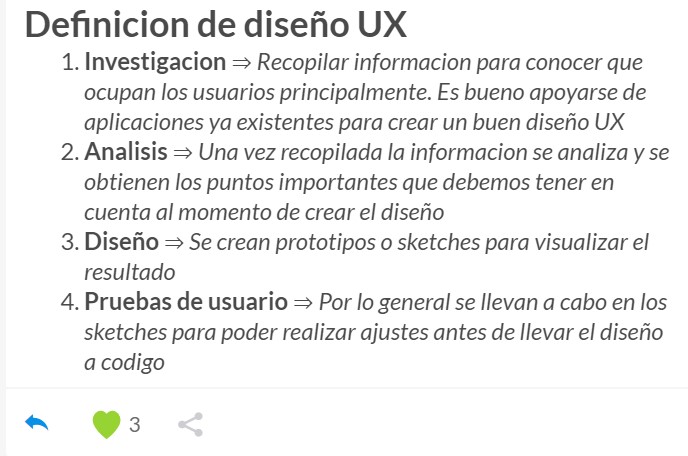 Definicion de diseño UX
1. Investigacion ⇒ Recopilar informacion para conocer que
ocupan los usuarios principalmente. Es bueno apoyarse de
aplicaciones ya existentes para crear un buen diseño UX
2. Analisis ⇒ Una vez recopilada la informacion se analiza y se
obtienen los puntos importantes que debemos tener en
cuenta al momento de crear el diseño
3. Diseño ⇒ Se crean prototipos o sketches para visualizar el
resultado
4. Pruebas de usuario ⇒ Por lo general se llevan a cabo en los
sketches para poder realizar ajustes antes de llevar el diseño
a codigo
3